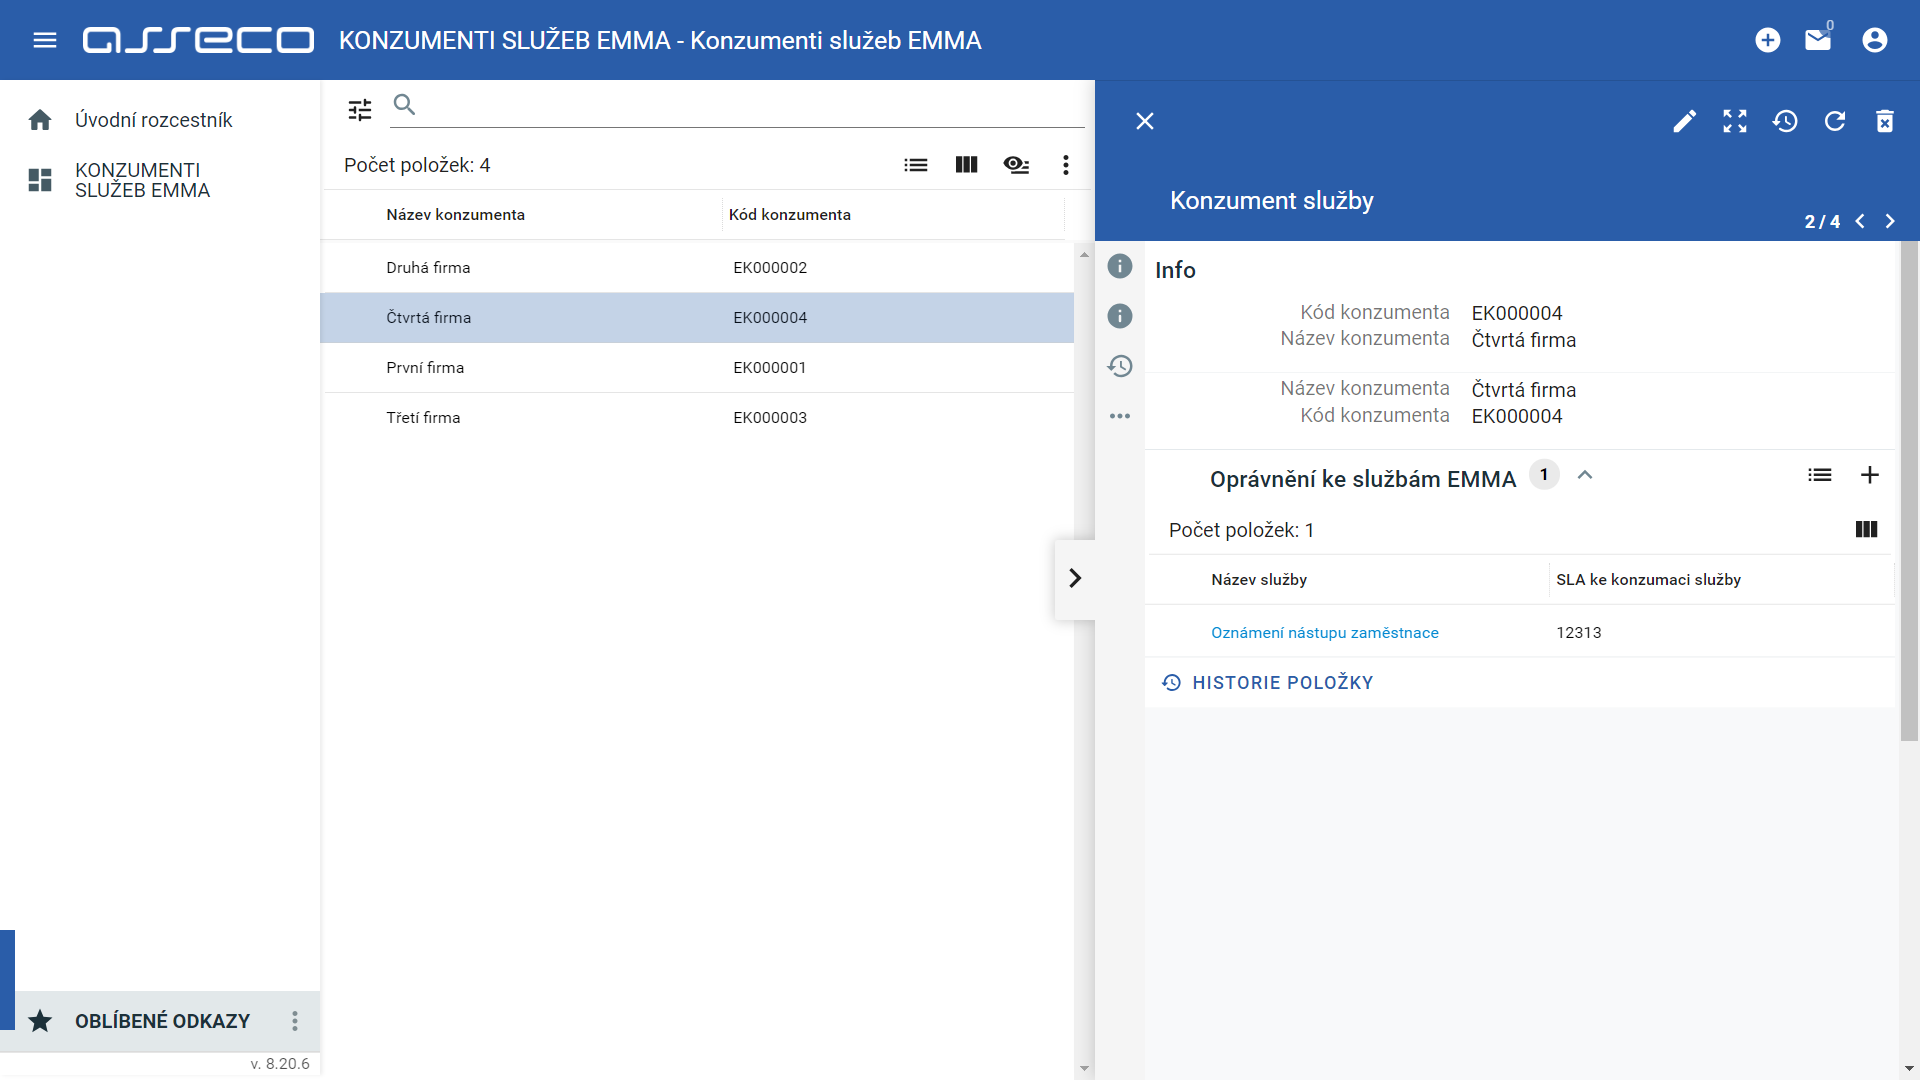 asseco
KONZUMENTI SLUŽEB EMMA - Konzumenti služeb EMMA
0
Úvodní rozcestník
KONZUMENTI
SLUŽEB EMMA
OBLÍBENÉ ODKAZY
v. 8.20.6
Počet položek: 4
Název konzumenta Kód konzumenta
Druhá firma EK000002
Čtvrtá firma EK000004
První firma EK000001
Třetí firma EK000003
Konzument služby
2 / 4
Info
Kód konzumenta EK000004
Název konzumenta Čtvrtá firma
Název konzumenta Čtvrtá firma
Kód konzumenta EK000004
Oprávnění ke službám EMMA 1
Počet položek: 1
Název služby SLA ke konzumaci služby
Oznámení nástupu zaměstnace 12313
HISTORIE POLOŽKY